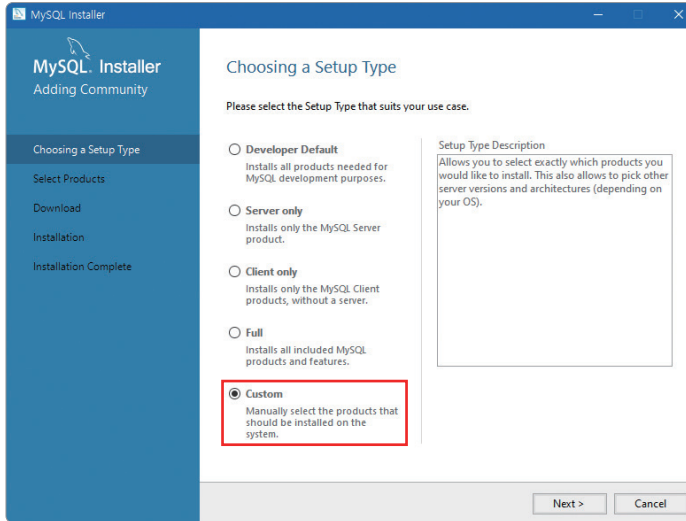 MySQL Installer
MySQL. Installer
Adding Community
Choosing a Setup Type
Select Products
Download
Installation
Installation Complete
Choosing a Setup Type
Please select the Setup Type that suits your use case.
Developer Default
Installs all products needed for
MySQL development purposes.
Server only
Installs only the MySQL Server
product.
Client only
Installs only the MySQL Client
products, without a server.
Full
Installs all included MySQL
products and features.
Custom
Manually select the products that
should be installed on the
system.
Setup Type Description
Allows you to select exactly which products you
would like to install. This also allows to pick other
server versions and architectures (depending on
your OS).
Next >
Cancel